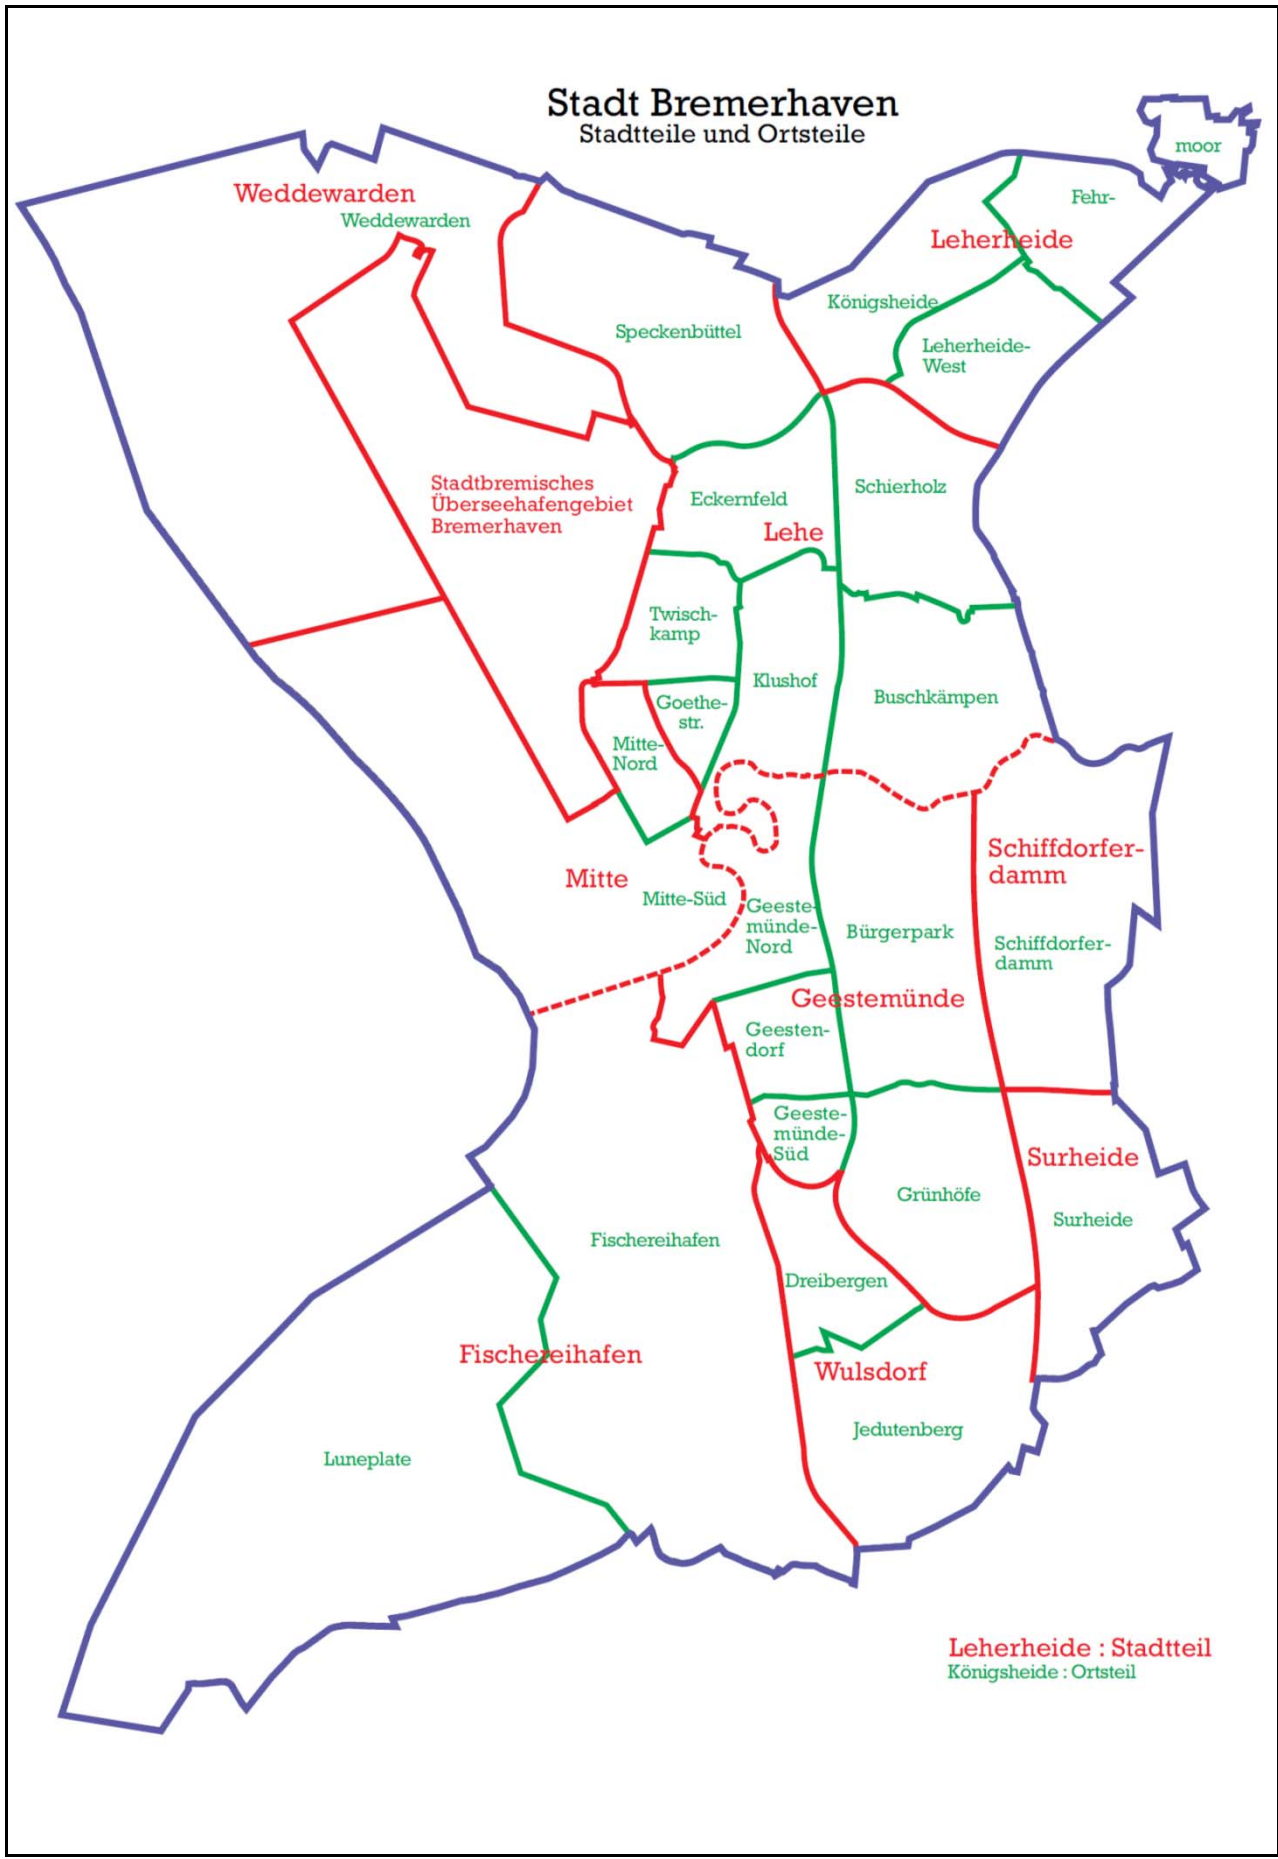 Stadt Bremerhaven
Stadtteile und Ortsteile
moor
Fehr-
Weddewarden
Weddewarden
Leherheide
Königsheide
Speckenbüttel
Leherheide-
West
Stadtbremisches
Überseehafengebiet
Bremerhaven
Eckernfeld
Schierholz
Lehe
Twisch-
kamp
Klushof
Buschkämpen
Goethe-
str.
Mitte-
Nord
Schiffdorfer-
damm
Mitte
Mitte-Süd
Geeste-
münde-
Nord
Bürgerpark
Schiffdorfer-
damm
Geestemünde
Geesten-
dorf
Geeste-
münde-
Süd
Surheide
Grünhöfe
Surheide
Fischereihafen
Dreibergen
Fischereihafen
Wulsdorf
Jedutenberg
Luneplate
Leherheide : Stadtteil
Königsheide : Ortsteil